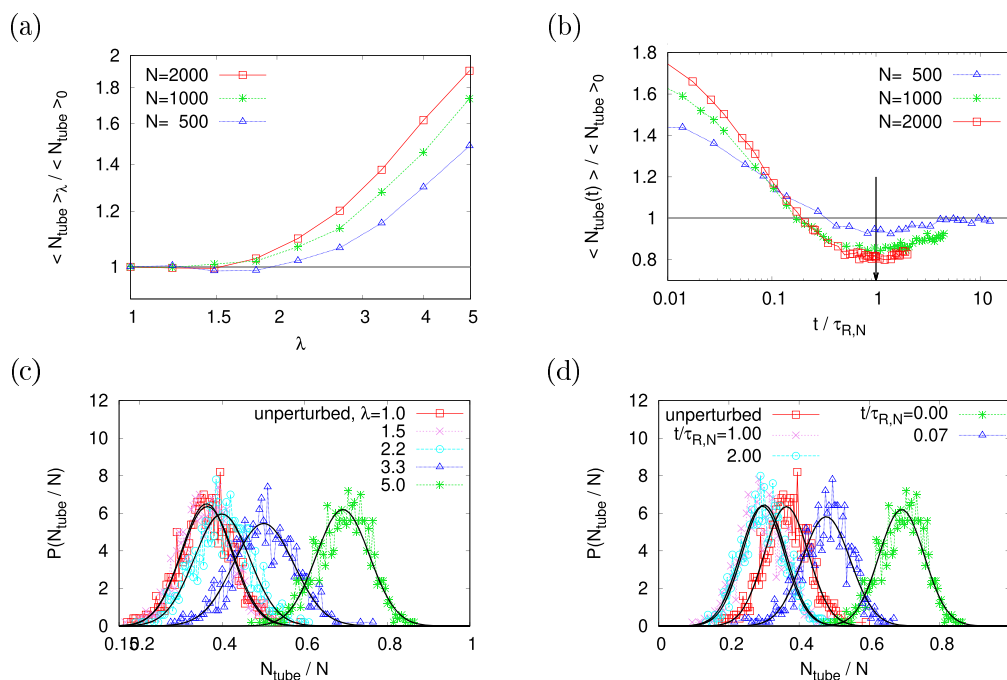 (a)
< N_tube >_λ / < N_tube >_0
2
1.8
1.6
1.4
1.2
1
N=2000
N=1000
N= 500
1 1.5 2 3 4 5
λ
(b)
< N_tube(t) > / < N_tube >_0
1.8
1.6
1.4
1.2
1
0.8
N= 500
N=1000
N=2000
0.01 0.1 1 10
t / τ_R,N
(c)
P(N_tube / N)
12
10
8
6
4
2
0
unperturbed, λ=1.0
1.5
2.2
3.3
5.0
0.15 0.2 0.4 0.6 0.8 1
N_tube / N
(d)
P(N_tube / N)
12
10
8
6
4
2
0
unperturbed
t/τ_R,N=1.00
2.00
t/τ_R,N=0.00
0.07
0.00 0.2 0.4 0.6 0.8
N_tube / N